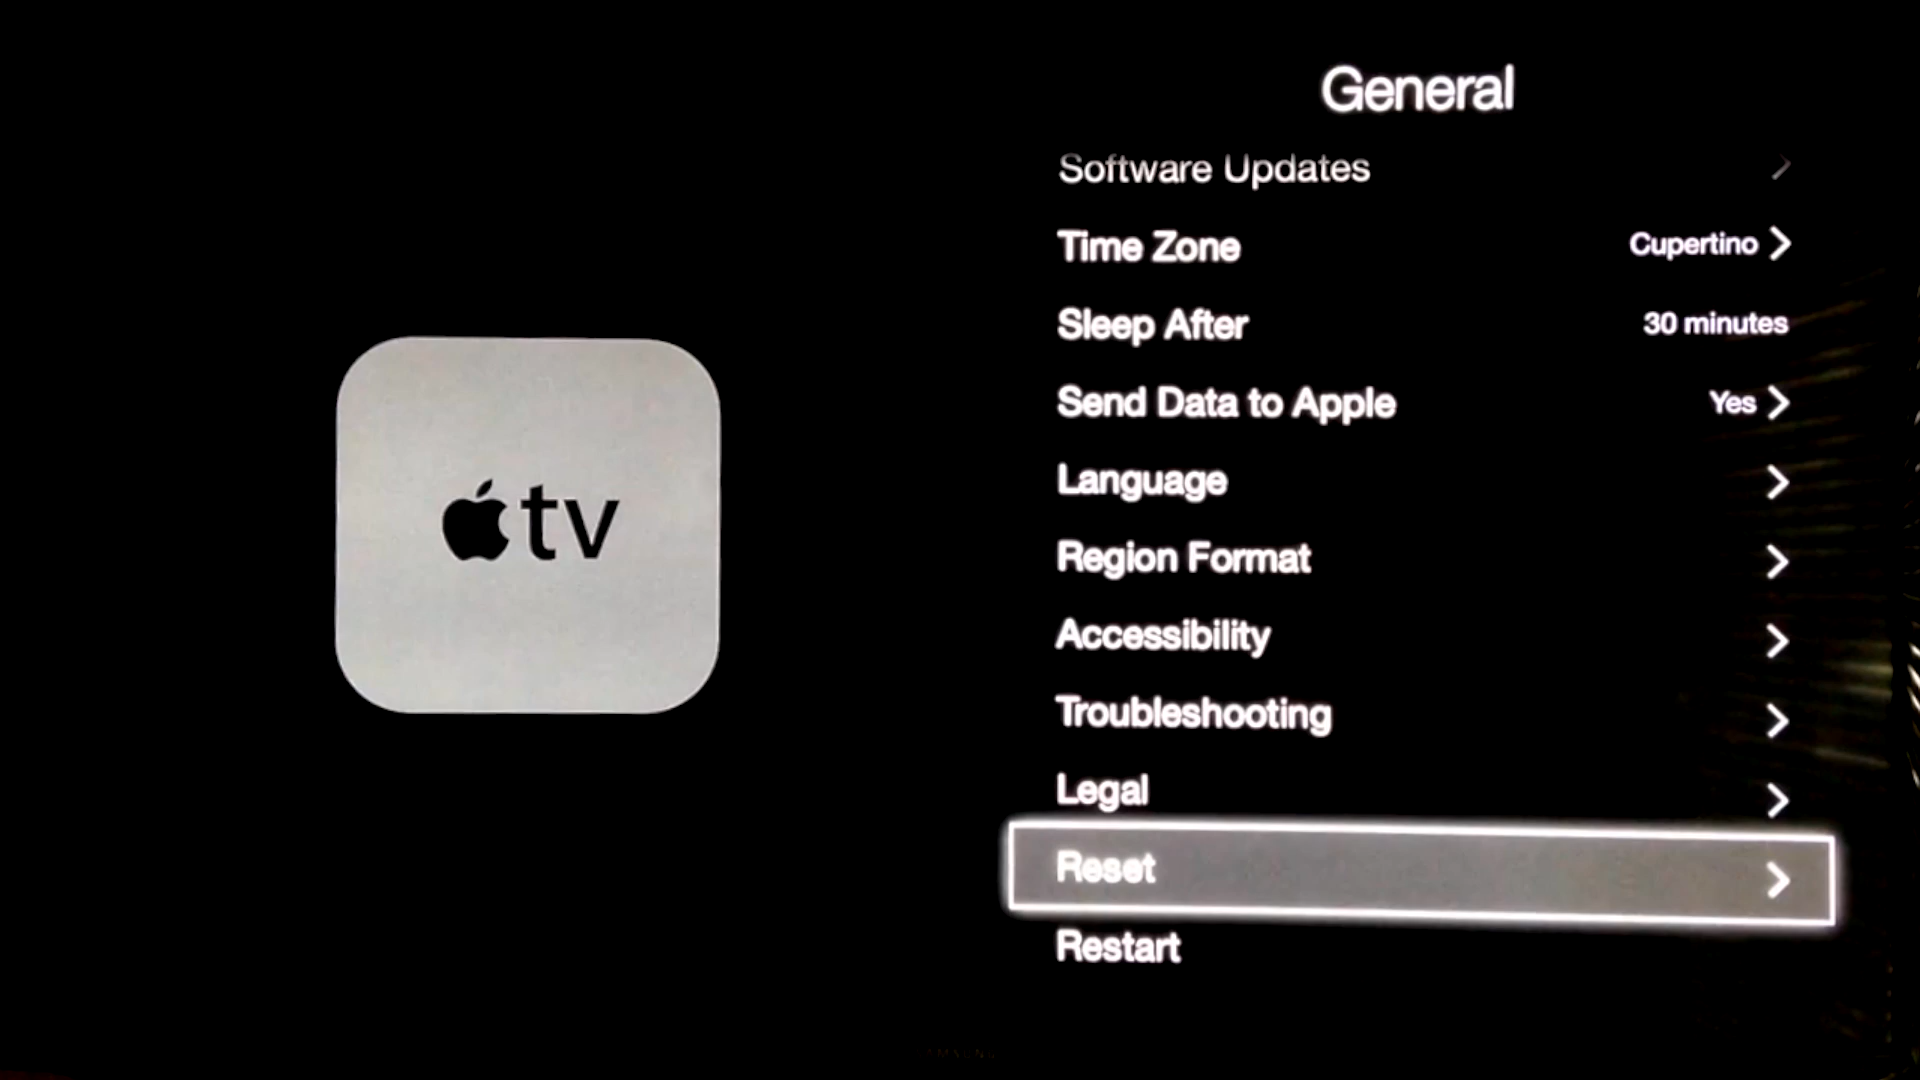 General
Software Updates
Time Zone Cupertino
Sleep After 30 minutes
Send Data to Apple Yes
Language
Region Format
Accessibility
tv
Troubleshooting
Legal
Reset
Restart